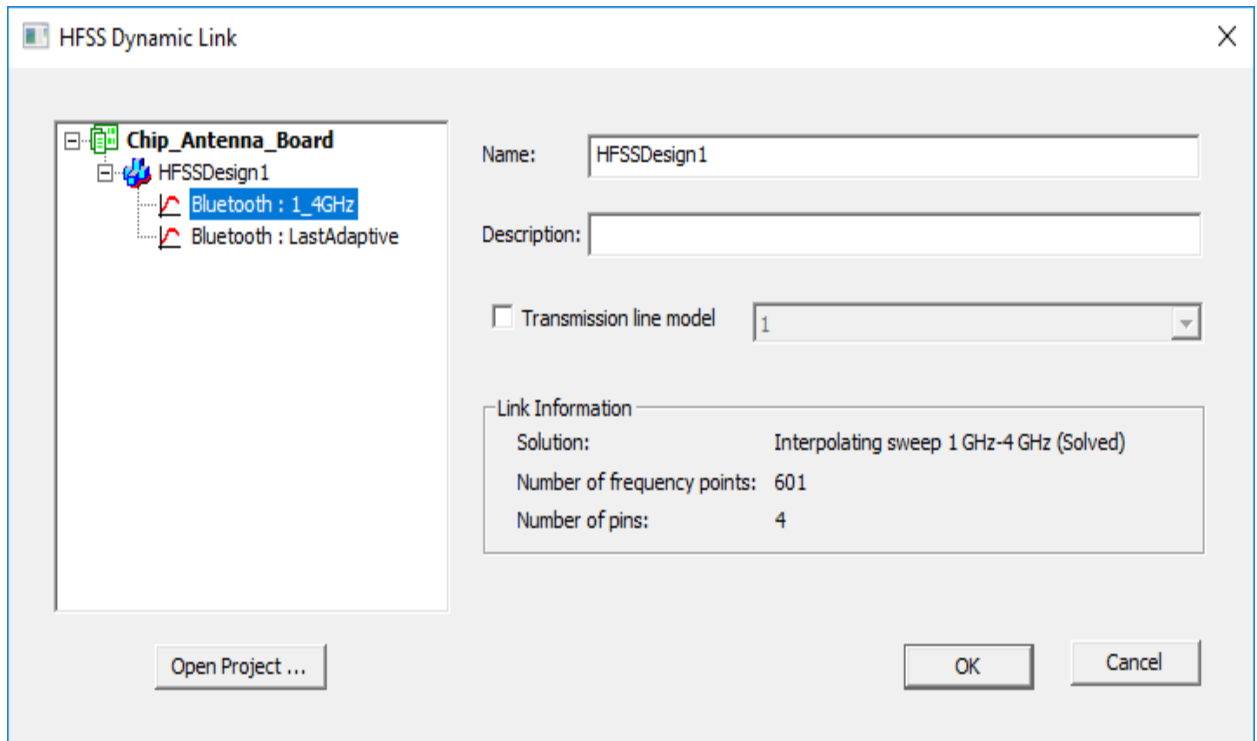 HFSS Dynamic Link
Chip_Antenna_Board
HFSSDesign1
Bluetooth : 1_4GHz
Bluetooth : LastAdaptive
Name: HFSSDesign1
Description:
Transmission line model 1
Link Information
Solution: Interpolating sweep 1 GHz-4 GHz (Solved)
Number of frequency points: 601
Number of pins: 4
Open Project ...
OK
Cancel